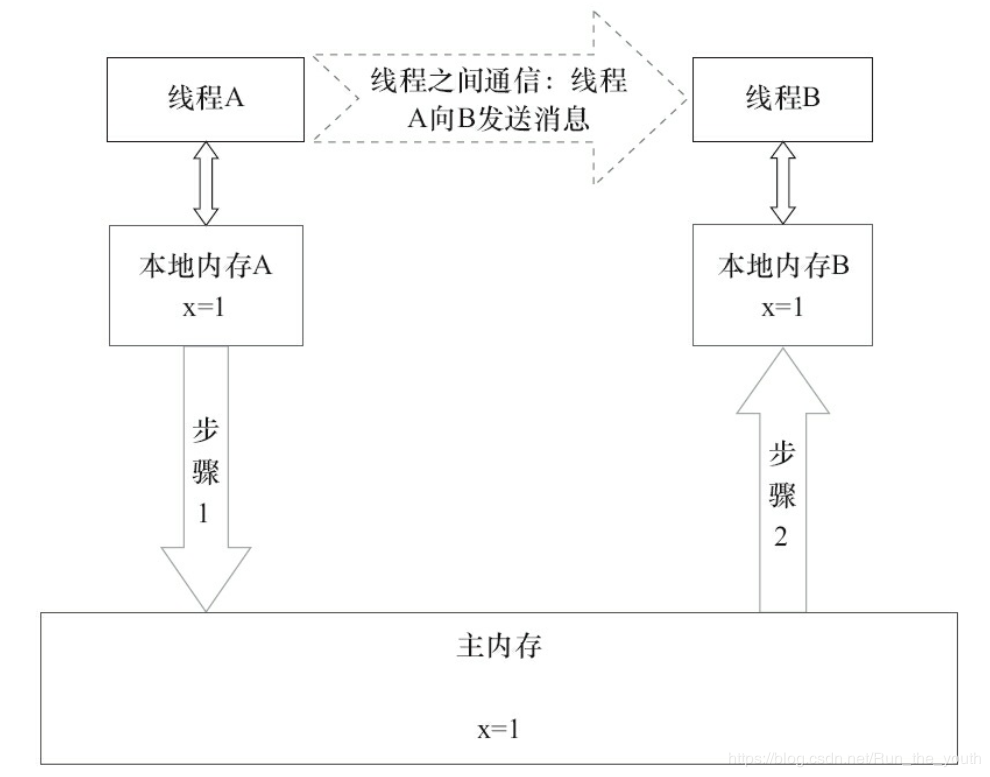 线程A
线程之间通信：线程
A向B发送消息
线程B
本地内存A
x=1
本地内存B
x=1
步
骤
1
步
骤
2
主内存
x=1
https://blog.csdn.net/Run_the_youth